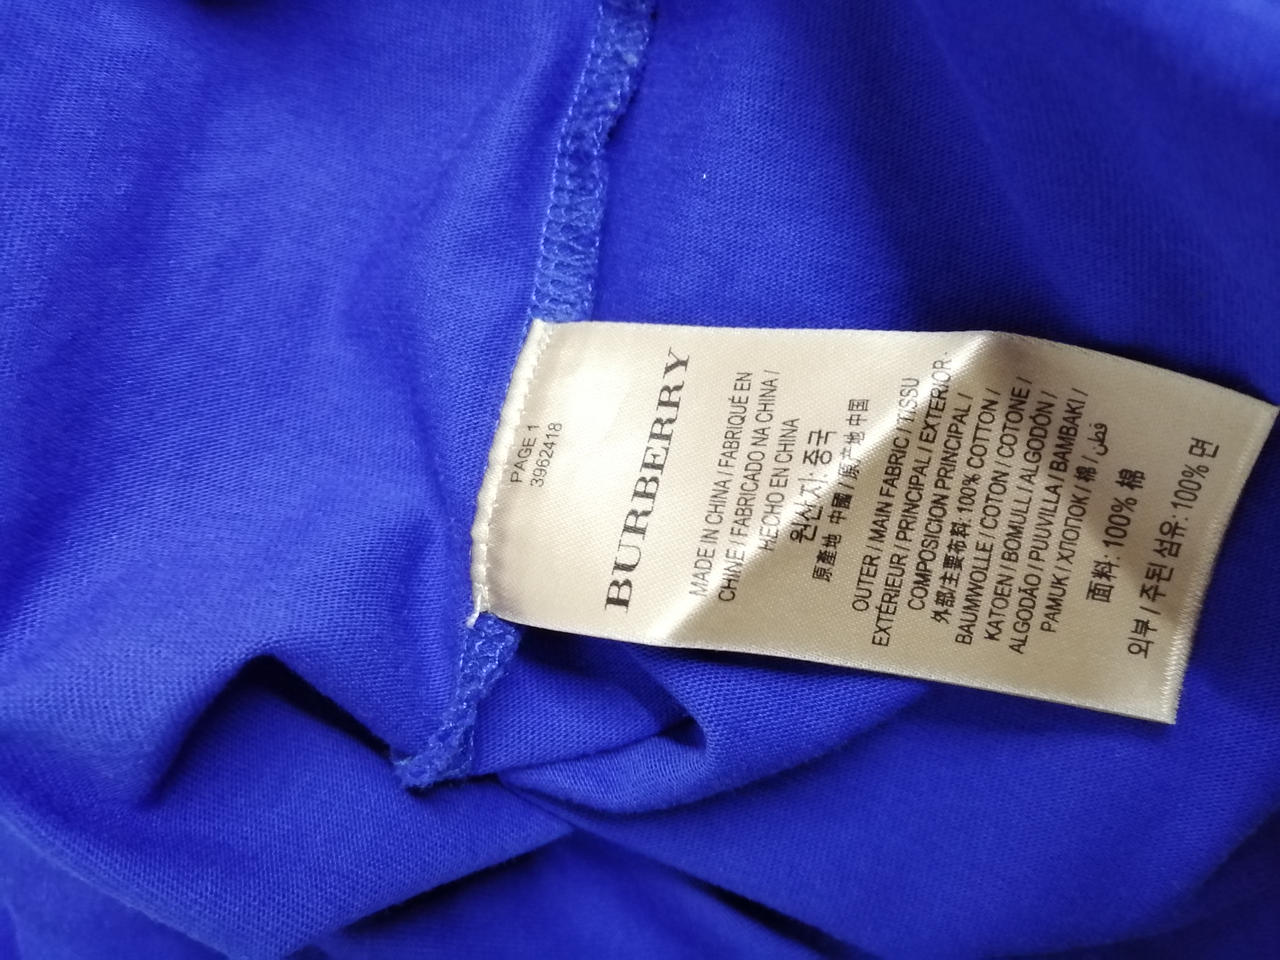 PAGE 1
3962418
BURBERRY
MADE IN CHINA / FABRIQUÉ EN
CHINE / FABRICADO NA CHINA /
HECHO EN CHINA
원산지: 중국
原產地 中國 / 原产地 中国
OUTER / MAIN FABRIC / TISSU
EXTÉRIEUR / PRINCIPAL / EXTERIOR-
COMPOSICION PRINCIPAL /
外部主要布料: 100% COTTON /
BAUMWOLLE / COTON / COTONE /
KATOEN / BOMULL / ALGODÓN /
ALGODÃO / PUUVILLA / BAMBAKI /
PAMUK / ХЛОПОК / 棉 / قطن
面料: 100% 棉
외부 / 주된 섬유: 100% 면